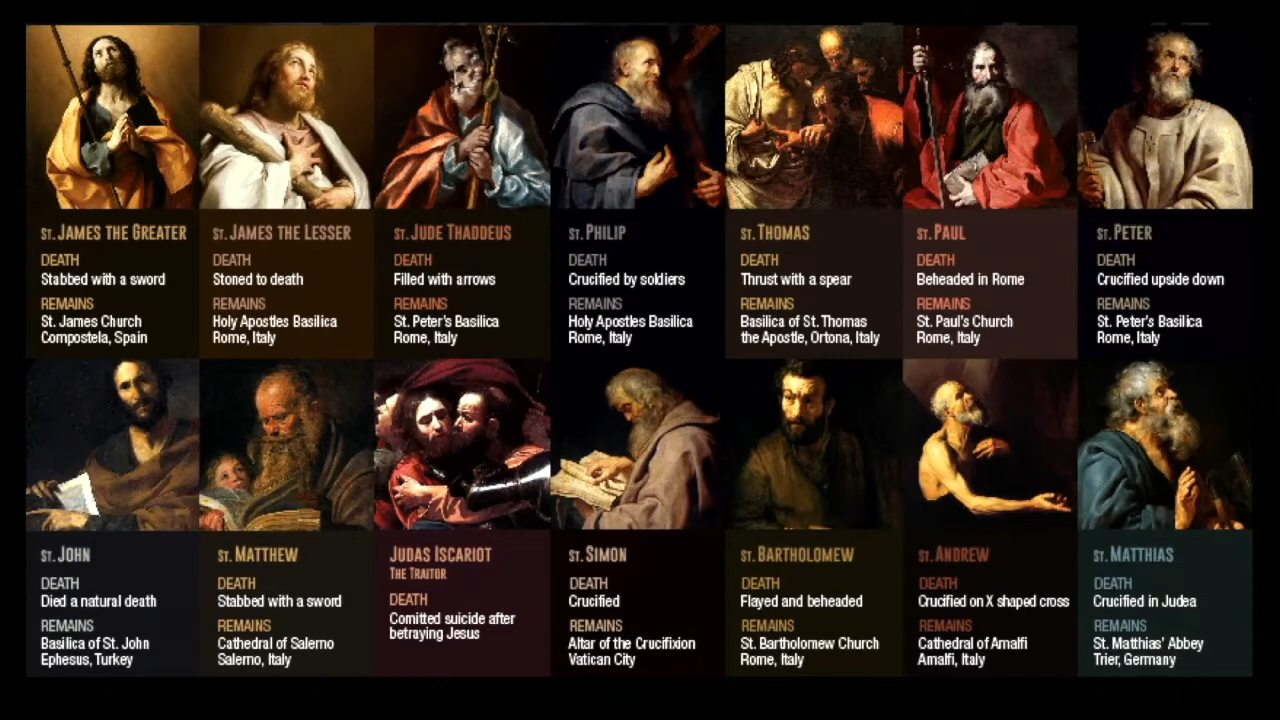 ST. JAMES THE GREATER
DEATH
Stabbed with a sword
REMAINS
St. James Church
Compostela, Spain
ST. JAMES THE LESSER
DEATH
Stoned to death
REMAINS
Holy Apostles Basilica
Rome, Italy
ST. JUDE THADDEUS
DEATH
Filled with arrows
REMAINS
St. Peter's Basilica
Rome, Italy
ST. PHILIP
DEATH
Crucified by soldiers
REMAINS
Holy Apostles Basilica
Rome, Italy
ST. THOMAS
DEATH
Thrust with a spear
REMAINS
Basilica of St. Thomas
the Apostle, Ortona, Italy
ST. PAUL
DEATH
Beheaded in Rome
REMAINS
St. Paul's Church
Rome, Italy
ST. PETER
DEATH
Crucified upside down
REMAINS
St. Peter's Basilica
Rome, Italy
ST. JOHN
DEATH
Died a natural death
REMAINS
Basilica of St. John
Ephesus, Turkey
ST. MATTHEW
DEATH
Stabbed with a sword
REMAINS
Cathedral of Salerno
Salerno, Italy
JUDAS ISCARIOT
THE TRAITOR
DEATH
Comitted suicide after
betraying Jesus
ST. SIMON
DEATH
Crucified
REMAINS
Altar of the Crucifixion
Vatican City
ST. BARTHOLOMEW
DEATH
Flayed and beheaded
REMAINS
St. Bartholomew Church
Rome, Italy
ST. ANDREW
DEATH
Crucified on X shaped cross
REMAINS
Cathedral of Amalfi
Amalfi, Italy
ST. MATTHIAS
DEATH
Crucified in Judea
REMAINS
St. Matthias' Abbey
Trier, Germany